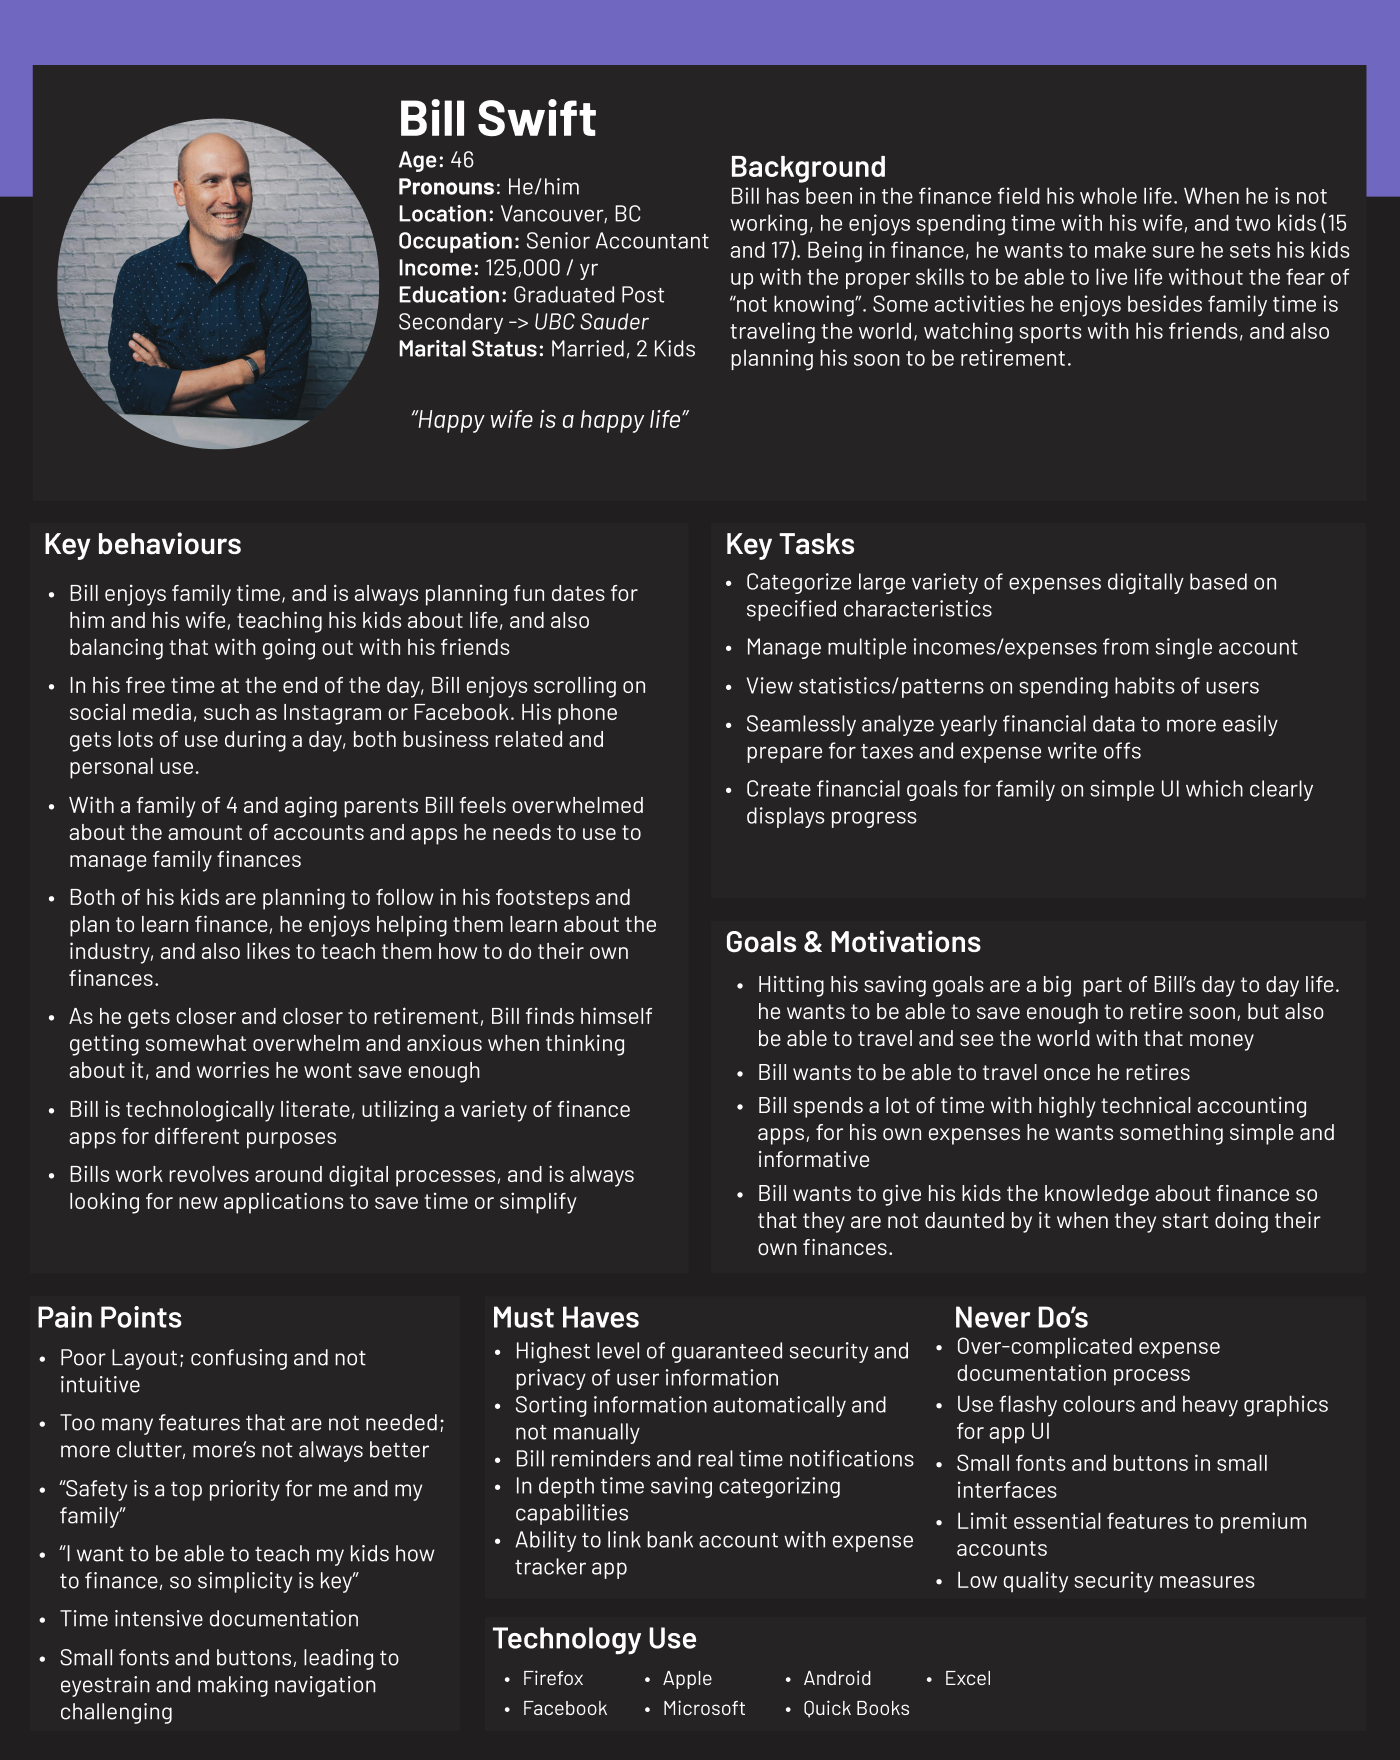 Bill Swift
Age: 46
Pronouns: He/him
Location: Vancouver, BC
Occupation: Senior Accountant
Income: 125,000 / yr
Education: Graduated Post
Secondary -> UBC Sauder
Marital Status: Married, 2 Kids
“Happy wife is a happy life”
Background
Bill has been in the finance field his whole life. When he is not
working, he enjoys spending time with his wife, and two kids (15
and 17). Being in finance, he wants to make sure he sets his kids
up with the proper skills to be able to live life without the fear of
“not knowing”. Some activities he enjoys besides family time is
traveling the world, watching sports with his friends, and also
planning his soon to be retirement.
Key behaviours
• Bill enjoys family time, and is always planning fun dates for
him and his wife, teaching his kids about life, and also
balancing that with going out with his friends
• In his free time at the end of the day, Bill enjoys scrolling on
social media, such as Instagram or Facebook. His phone
gets lots of use during a day, both business related and
personal use.
• With a family of 4 and aging parents Bill feels overwhelmed
about the amount of accounts and apps he needs to use to
manage family finances
• Both of his kids are planning to follow in his footsteps and
plan to learn finance, he enjoys helping them learn about the
industry, and also likes to teach them how to do their own
finances.
• As he gets closer and closer to retirement, Bill finds himself
getting somewhat overwhelm and anxious when thinking
about it, and worries he wont save enough
• Bill is technologically literate, utilizing a variety of finance
apps for different purposes
• Bills work revolves around digital processes, and is always
looking for new applications to save time or simplify
Key Tasks
• Categorize large variety of expenses digitally based on
specified characteristics
• Manage multiple incomes/expenses from single account
• View statistics/patterns on spending habits of users
• Seamlessly analyze yearly financial data to more easily
prepare for taxes and expense write offs
• Create financial goals for family on simple UI which clearly
displays progress
Goals & Motivations
• Hitting his saving goals are a big  part of Bill’s day to day life.
he wants to be able to save enough to retire soon, but also
be able to travel and see the world with that money
• Bill wants to be able to travel once he retires
• Bill spends a lot of time with highly technical accounting
apps, for his own expenses he wants something simple and
informative
• Bill wants to give his kids the knowledge about finance so
that they are not daunted by it when they start doing their
own finances.
Pain Points
• Poor Layout; confusing and not
intuitive
• Too many features that are not needed;
more clutter, more’s not always better
• “Safety is a top priority for me and my
family”
• “I want to be able to teach my kids how
to finance, so simplicity is key”
• Time intensive documentation
• Small fonts and buttons, leading to
eyestrain and making navigation
challenging
Must Haves
• Highest level of guaranteed security and
privacy of user information
• Sorting information automatically and
not manually
• Bill reminders and real time notifications
• In depth time saving categorizing
capabilities
• Ability to link bank account with expense
tracker app
Never Do’s
• Over-complicated expense
documentation process
• Use flashy colours and heavy graphics
for app UI
• Small fonts and buttons in small
interfaces
• Limit essential features to premium
accounts
• Low quality security measures
Technology Use
• Firefox
• Facebook
• Apple
• Microsoft
• Android
• Quick Books
• Excel